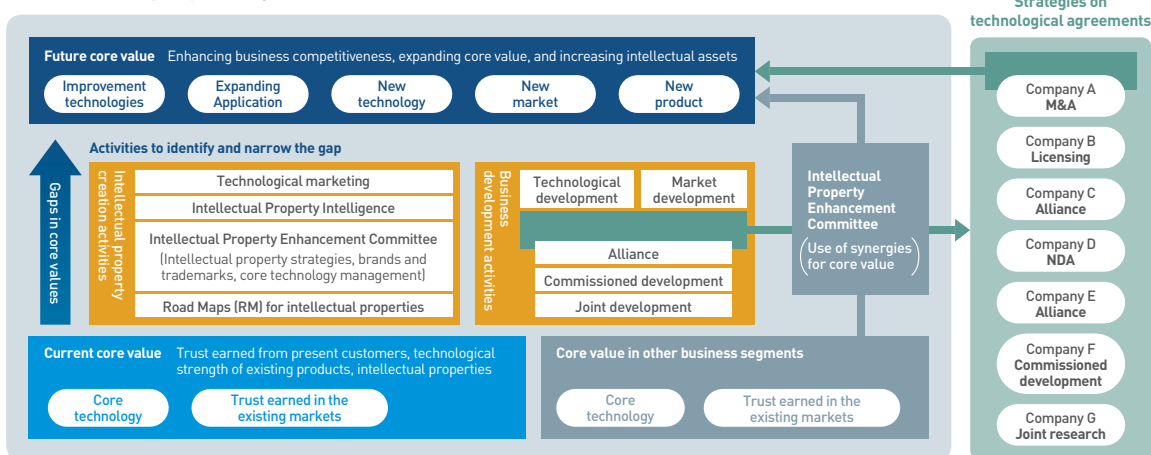 Strategies on
technological agreements
Future core value Enhancing business competitiveness, expanding core value, and increasing intellectual assets
Improvement
technologies
Expanding
Application
New
technology
New
market
New
product
Gaps in core values
Activities to identify and narrow the gap
Intellectual property
creation activities
Technological marketing
Intellectual Property Intelligence
Intellectual Property Enhancement Committee
(Intellectual property strategies, brands and
trademarks, core technology management)
Road Maps (RM) for intellectual properties
Business
development activities
Technological
development
Market
development
Alliance
Commissioned development
Joint development
Intellectual
Property
Enhancement
Committee
(Use of synergies
for core value)
Current core value Trust earned from present customers, technological
strength of existing products, intellectual properties
Core
technology
Trust earned in the
existing markets
Core value in other business segments
Core
technology
Trust earned in the
existing markets
Company A
M&A
Company B
Licensing
Company C
Alliance
Company D
NDA
Company E
Alliance
Company F
Commissioned
development
Company G
Joint research